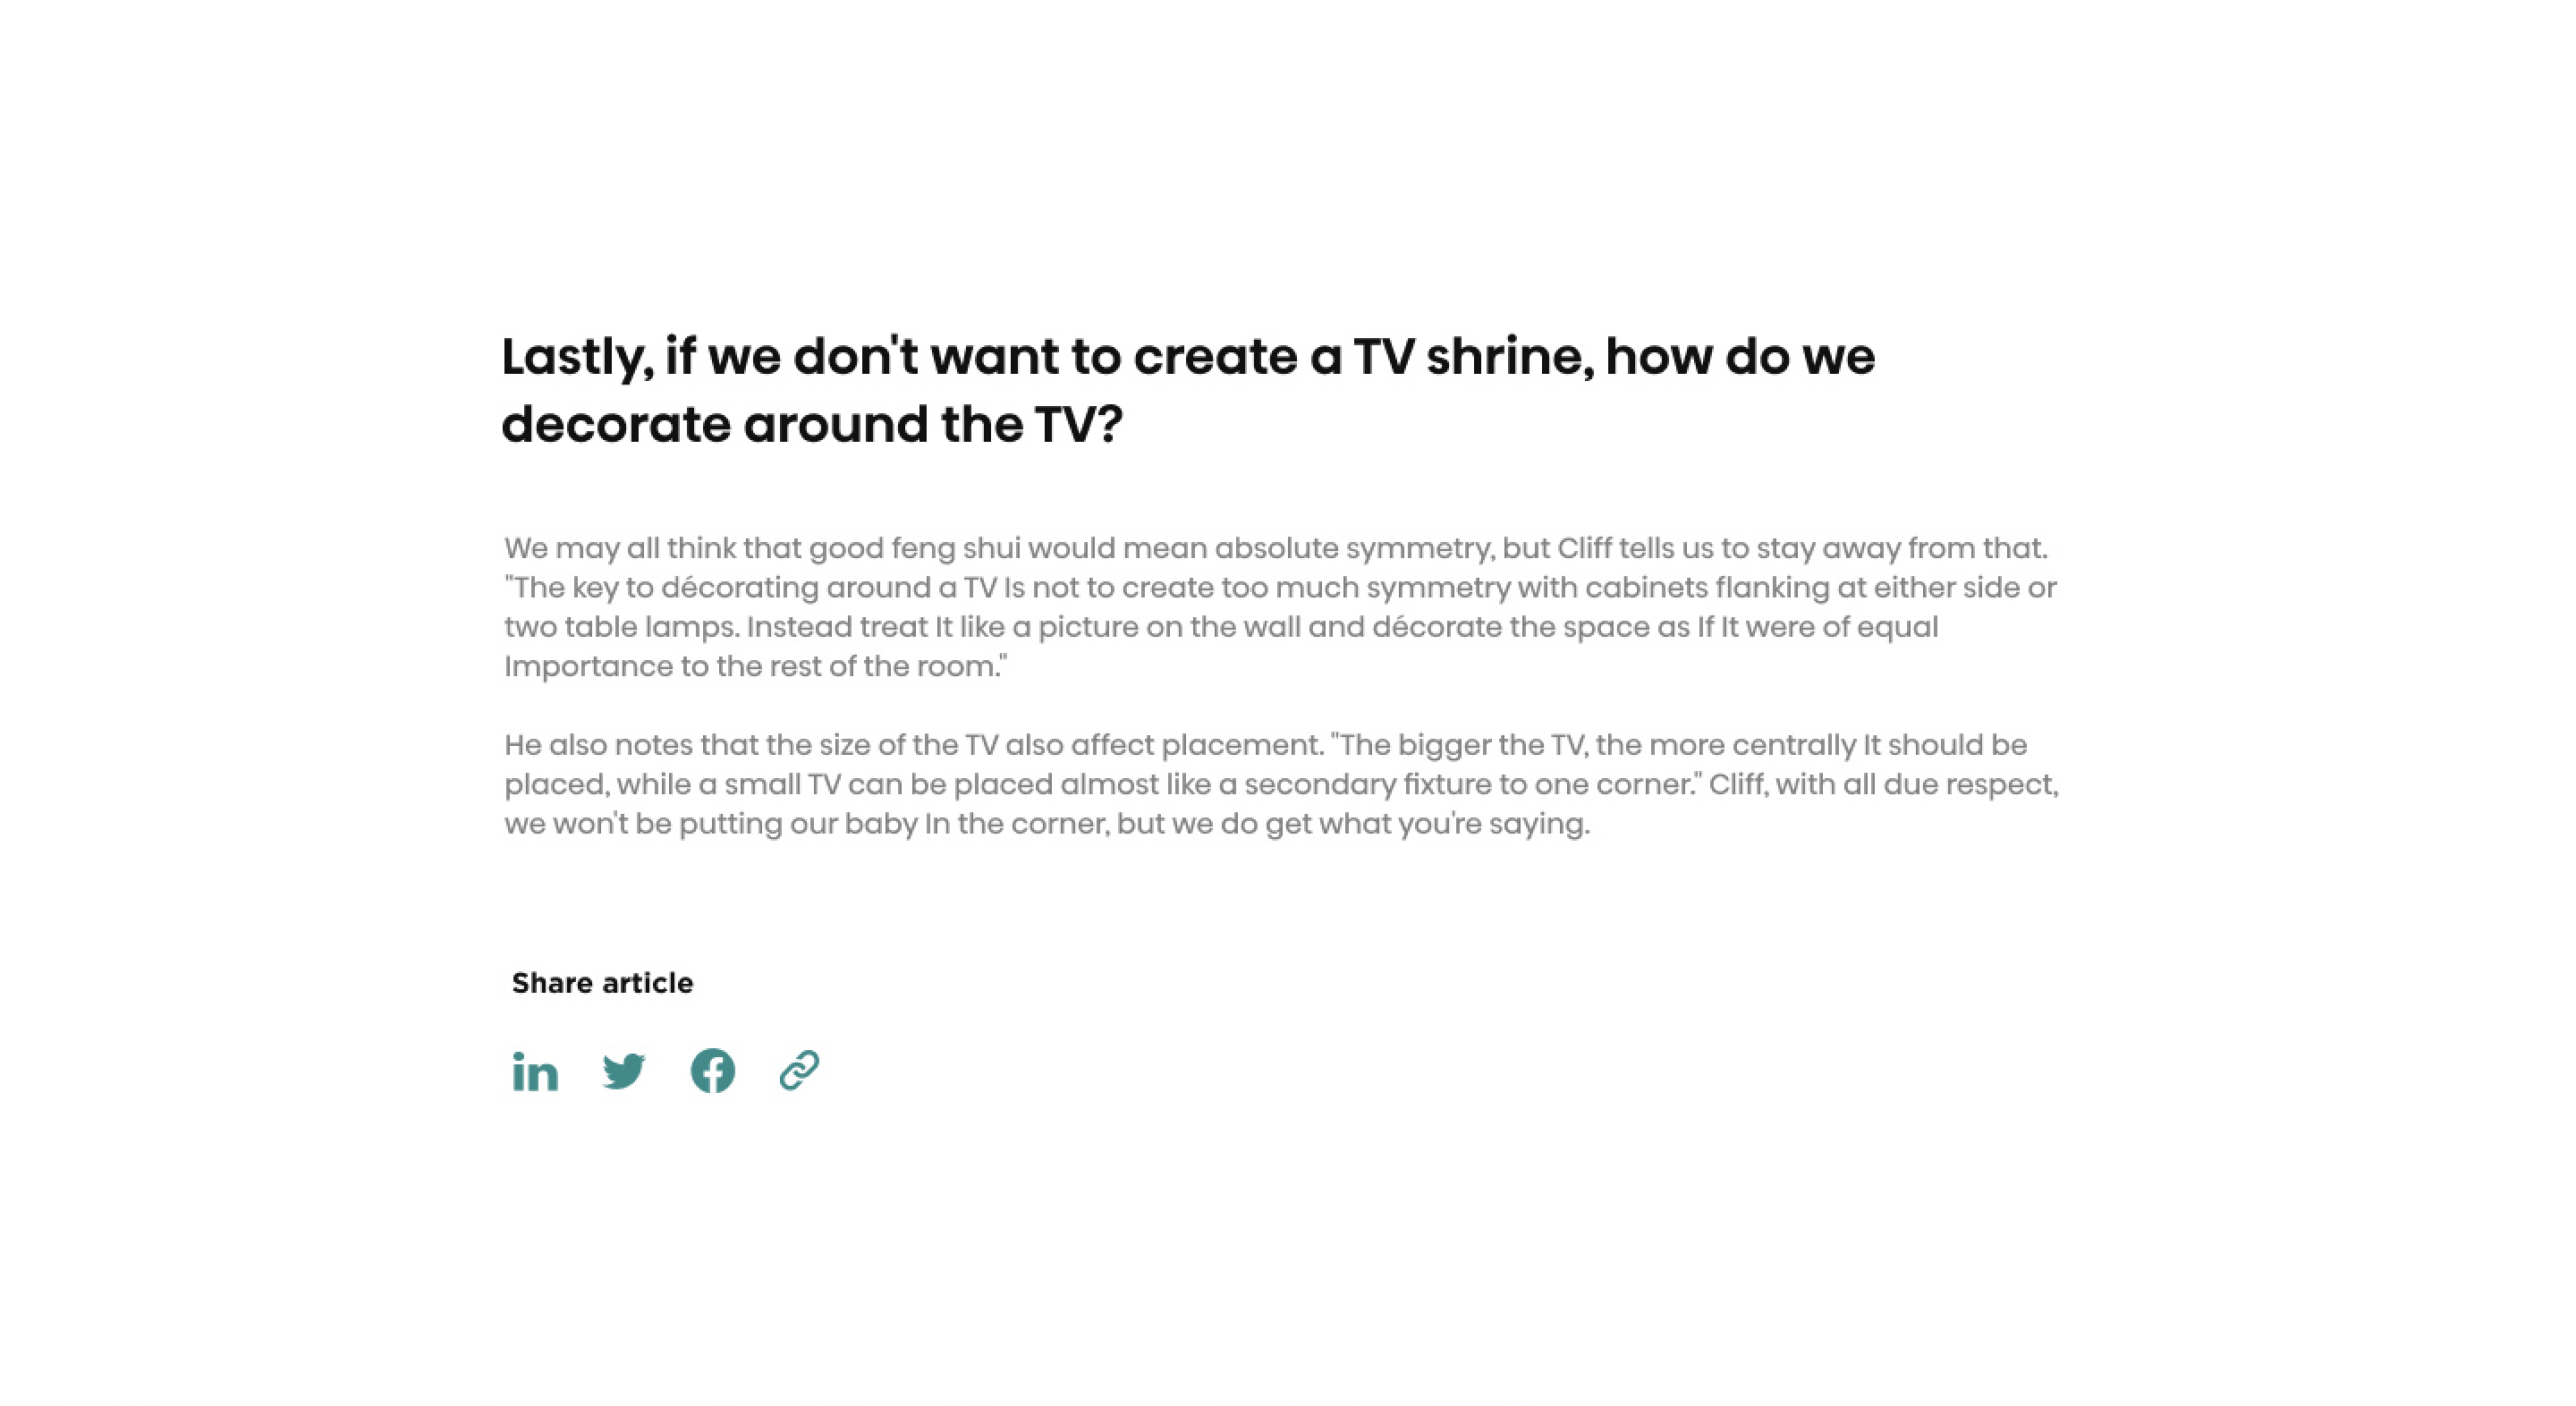 Lastly, if we don't want to create a TV shrine, how do we
decorate around the TV?
We may all think that good feng shui would mean absolute symmetry, but Cliff tells us to stay away from that.
"The key to décorating around a TV Is not to create too much symmetry with cabinets flanking at either side or
two table lamps. Instead treat It like a picture on the wall and décorate the space as If It were of equal
Importance to the rest of the room."
He also notes that the size of the TV also affect placement. "The bigger the TV, the more centrally It should be
placed, while a small TV can be placed almost like a secondary fixture to one corner." Cliff, with all due respect,
we won't be putting our baby In the corner, but we do get what you're saying.
Share article
in